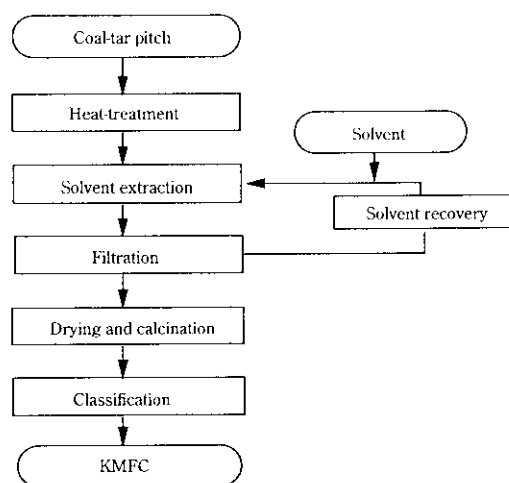 Coal-tar pitch
Heat-treatment
Solvent
Solvent extraction
Solvent recovery
Filtration
Drying and calcination
Classification
KMFC